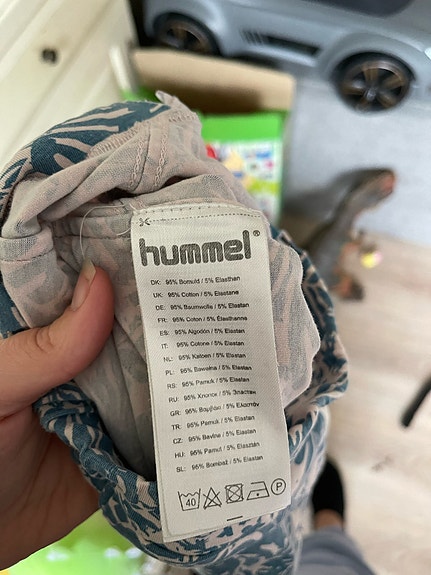 hummel®
DK: 95% Bomuld / 5% Elasthan
UK: 95% Cotton / 5% Elastane
DE: 95% Baumwolle / 5% Elasthan
FR: 95% Coton / 5% Élasthanne
ES: 95% Algodón / 5% Elastan
IT: 95% Cotone / 5% Elastan
NL: 95% Katoen / 5% Elastan
PL: 95% Bawełna / 5% Elastan
RS: 95% Pamuk / 5% Elastan
RU: 95% Хлопок / 5% Эластан
GR: 95% Βαμβάκι / 5% Ελαστάν
TR: 95% Pamuk / 5% Elastan
CZ: 95% Bavlna / 5% Elastan
HU: 95% Pamut / 5% Elasztán
SL: 95% Bombaž / 5% Elastan
40 P